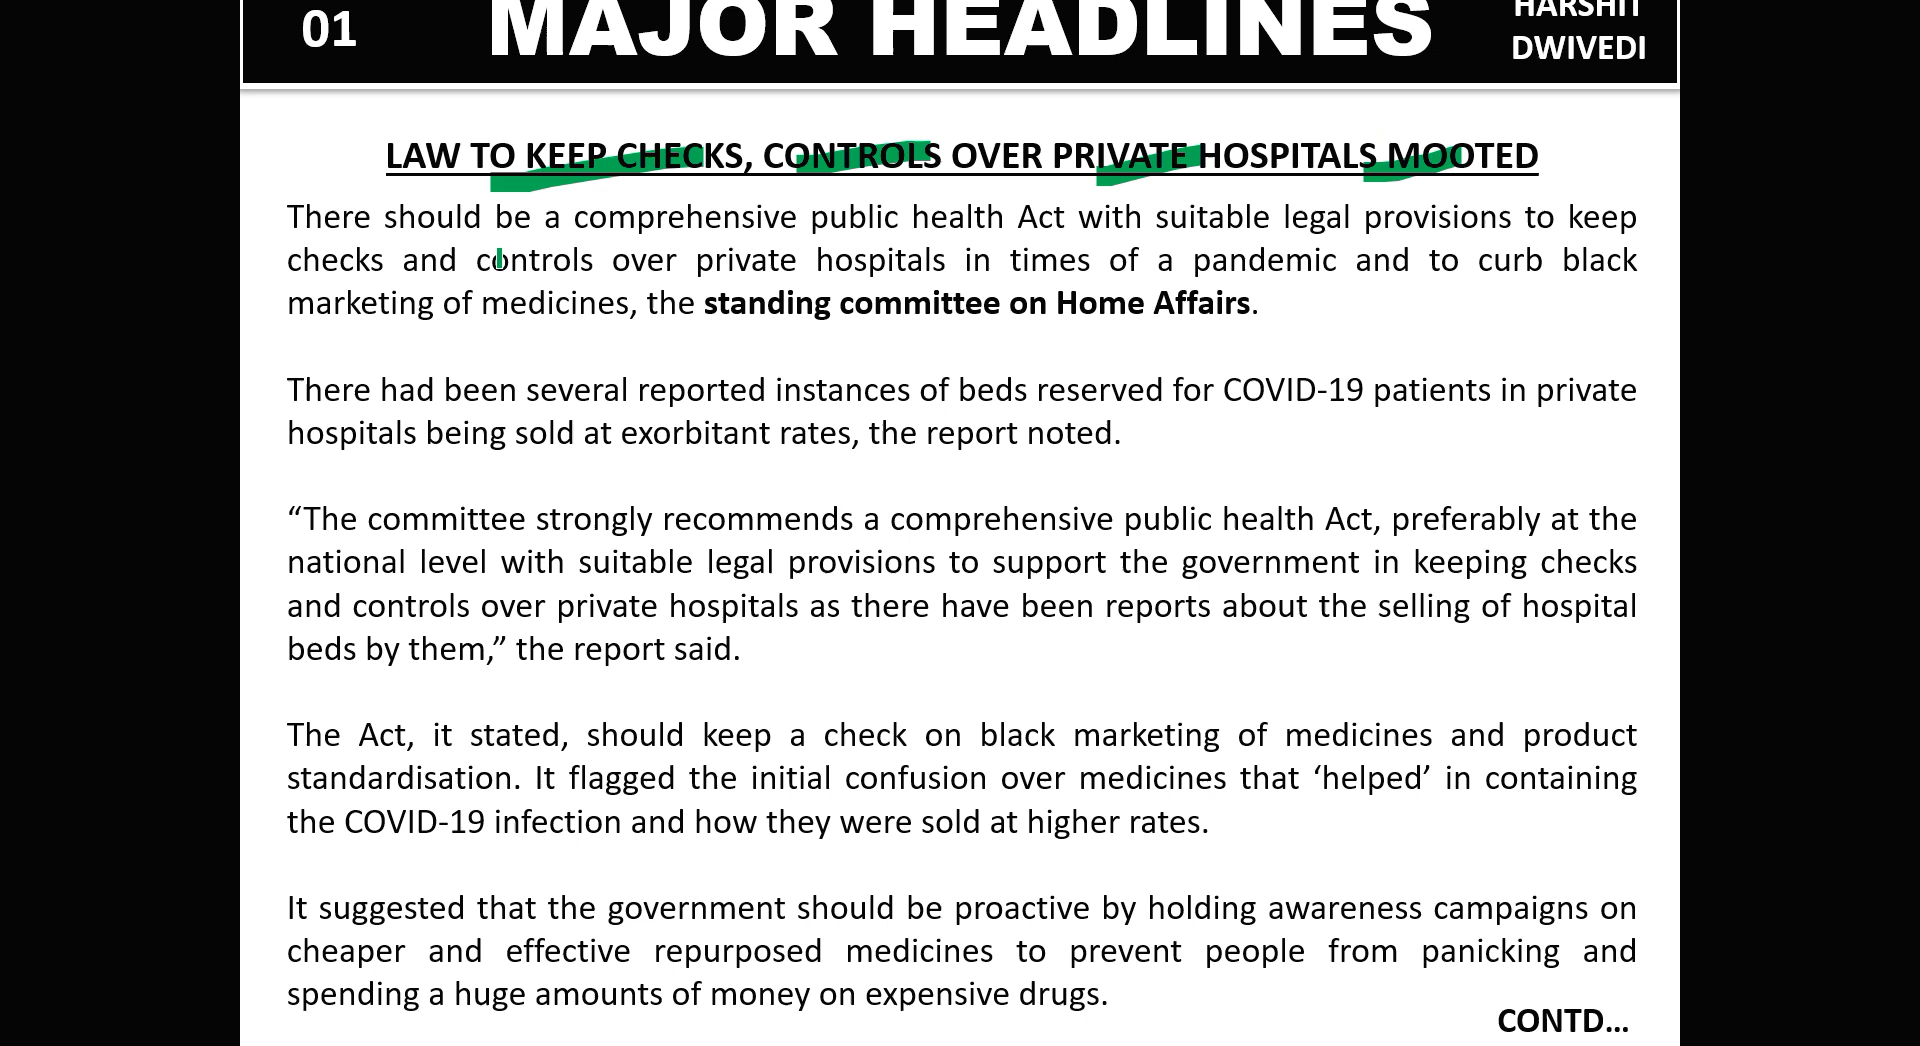 01
MAJOR HEADLINES
HARSHIT
DWIVEDI
LAW TO KEEP CHECKS, CONTROLS OVER PRIVATE HOSPITALS MOOTED
There should be a comprehensive public health Act with suitable legal provisions to keep
checks and controls over private hospitals in times of a pandemic and to curb black
marketing of medicines, the standing committee on Home Affairs.
There had been several reported instances of beds reserved for COVID-19 patients in private
hospitals being sold at exorbitant rates, the report noted.
“The committee strongly recommends a comprehensive public health Act, preferably at the
national level with suitable legal provisions to support the government in keeping checks
and controls over private hospitals as there have been reports about the selling of hospital
beds by them,” the report said.
The Act, it stated, should keep a check on black marketing of medicines and product
standardisation. It flagged the initial confusion over medicines that ‘helped’ in containing
the COVID-19 infection and how they were sold at higher rates.
It suggested that the government should be proactive by holding awareness campaigns on
cheaper and effective repurposed medicines to prevent people from panicking and
spending a huge amounts of money on expensive drugs.
CONTD...